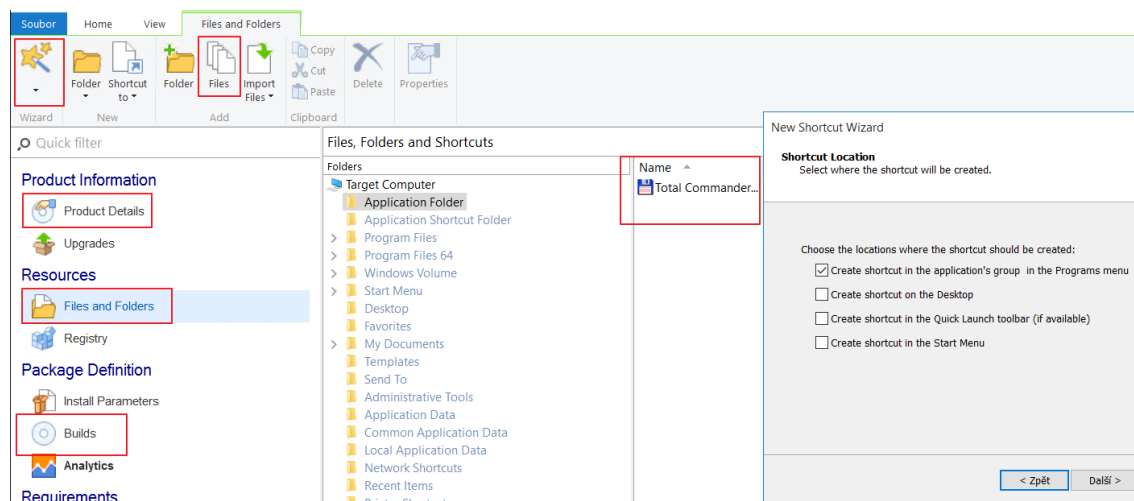 Soubor Home View Files and Folders
Copy
Cut
Paste
Folder Shortcut to Folder Files Import Files Delete Properties
Wizard New Add Clipboard
Quick filter
Product Information
Product Details
Upgrades
Resources
Files and Folders
Registry
Package Definition
Install Parameters
Builds
Analytics
Requirements
Files, Folders and Shortcuts
Folders
Target Computer
Application Folder
Application Shortcut Folder
Program Files
Program Files 64
Windows Volume
Start Menu
Desktop
Favorites
My Documents
Templates
Send To
Administrative Tools
Application Data
Common Application Data
Local Application Data
Network Shortcuts
Recent Items
Name
Total Commander...
New Shortcut Wizard
Shortcut Location
Select where the shortcut will be created.
Choose the locations where the shortcut should be created:
Create shortcut in the application's group in the Programs menu
Create shortcut on the Desktop
Create shortcut in the Quick Launch toolbar (if available)
Create shortcut in the Start Menu
< Zpět Další >